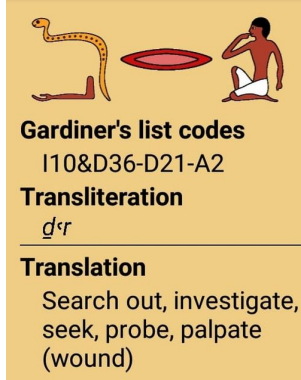 Gardiner's list codes
I10&D36-D21-A2
Transliteration
ḏꜥr
Translation
Search out, investigate,
seek, probe, palpate
(wound)